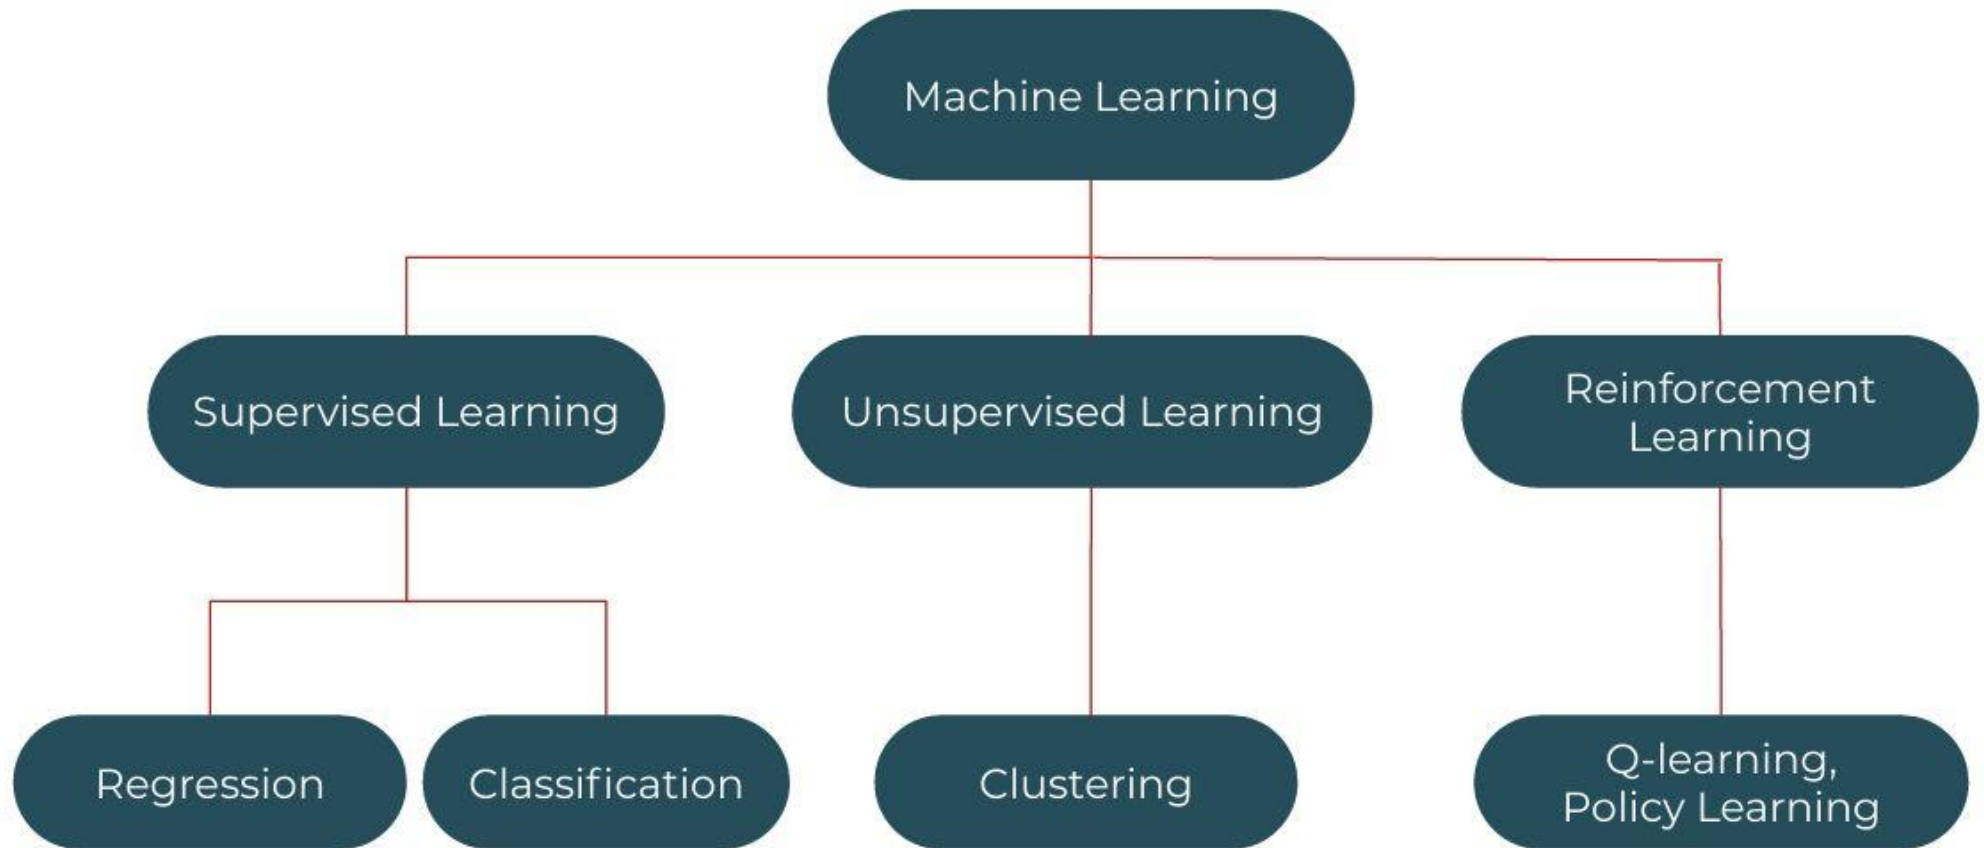 Machine Learning
Supervised Learning
Unsupervised Learning
Reinforcement
Learning
Regression
Classification
Clustering
Q-learning,
Policy Learning